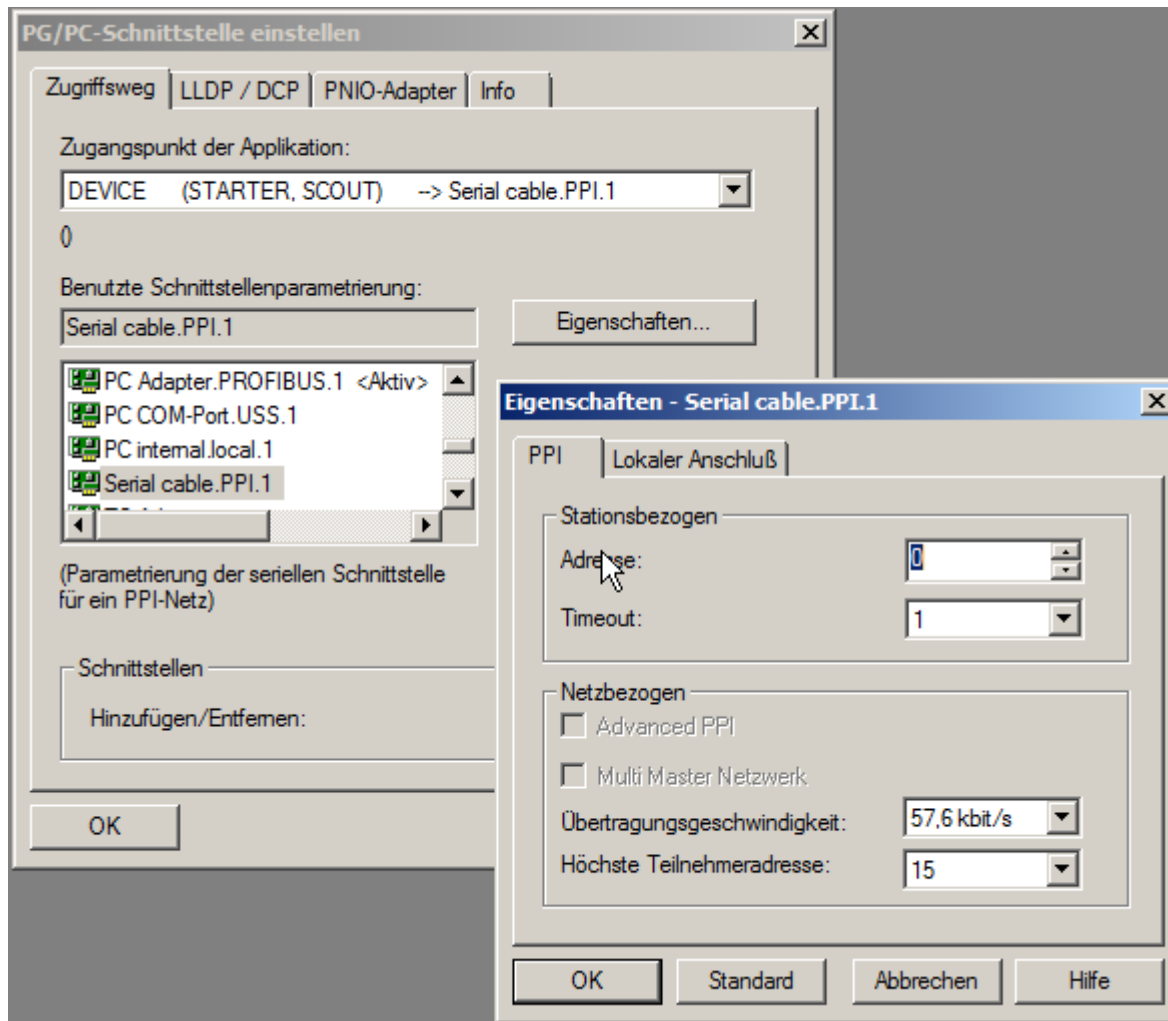 PG/PC-Schnittstelle einstellen
Zugriffsweg
LLDP / DCP
PNIO-Adapter
Info
Zugangspunkt der Applikation:
DEVICE (STARTER, SCOUT) --> Serial cable.PPI.1
()
Benutzte Schnittstellenparametrierung:
Serial cable.PPI.1
Eigenschaften...
PC Adapter.PROFIBUS.1 <Aktiv>
PC COM-Port.USS.1
PC internal.local.1
Serial cable.PPI.1
(Parametrierung der seriellen Schnittstelle
für ein PPI-Netz)
Schnittstellen
Hinzufügen/Entfernen:
OK
Eigenschaften - Serial cable.PPI.1
PPI
Lokaler Anschluß
Stationsbezogen
Adresse:
0
Timeout:
1
Netzbezogen
Advanced PPI
Multi Master Netzwerk
Übertragungsgeschwindigkeit:
57,6 kbit/s
Höchste Teilnehmeradresse:
15
OK
Standard
Abbrechen
Hilfe